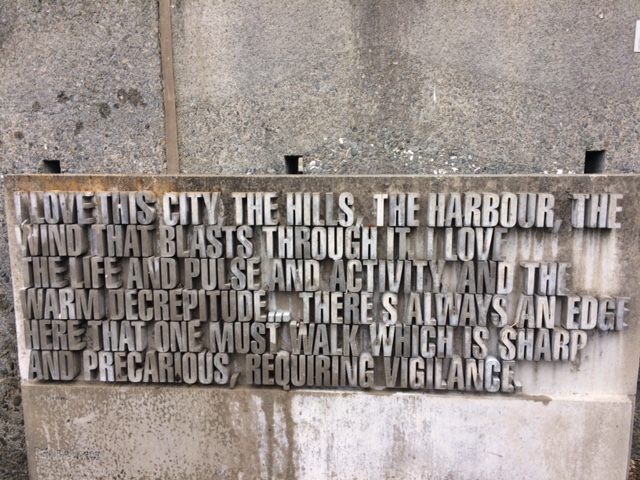 I LOVE THIS CITY, THE HILLS, THE HARBOUR, THE
WIND THAT BLASTS THROUGH IT. I LOVE
THE LIFE AND PULSE AND ACTIVITY, AND THE
WARM DECREPITUDE... THERE'S ALWAYS AN EDGE
HERE THAT ONE MUST WALK WHICH IS SHARP
AND PRECARIOUS, REQUIRING VIGILANCE.